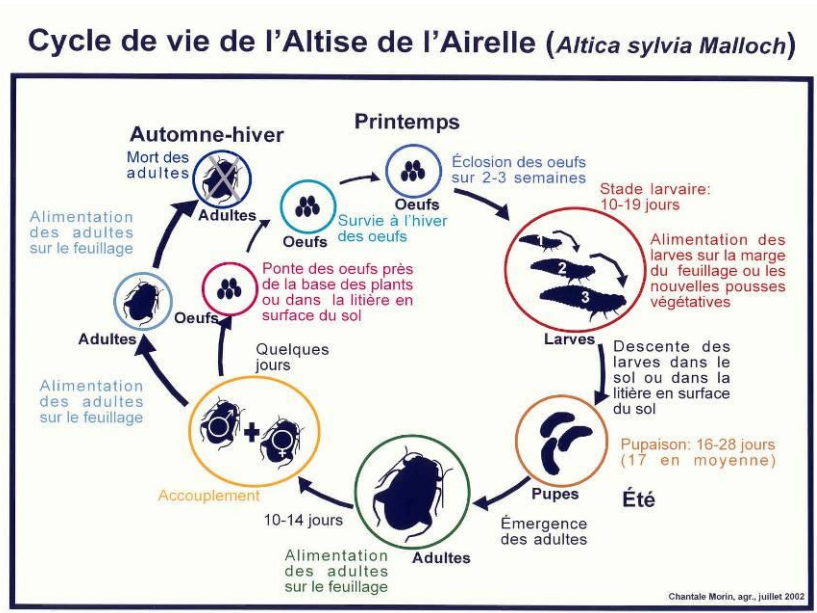 Cycle de vie de l'Altise de l'Airelle (Altica sylvia Malloch)
Automne-hiver
Printemps
Mort des
adultes
Adultes
Oeufs
Éclosion des oeufs
sur 2-3 semaines
Stade larvaire:
10-19 jours
Alimentation
des adultes
sur le feuillage
Oeufs
Survie à l'hiver
des oeufs
1
2
3
Alimentation des
larves sur la marge
du feuillage ou les
nouvelles pousses
végétatives
Larves
Adultes
Oeufs
Ponte des oeufs près
de la base des plants
ou dans la litière en
surface du sol
Quelques
jours
Descente des
larves dans le
sol ou dans la
litière en surface
du sol
Alimentation
des adultes
sur le feuillage
♂
+
♀
Accouplement
Pupaison: 16-28 jours
(17 en moyenne)
Pupes
Été
10-14 jours
Émergence
des adultes
Adultes
Alimentation
des adultes
sur le feuillage
Chantale Morin, agr., juillet 2002